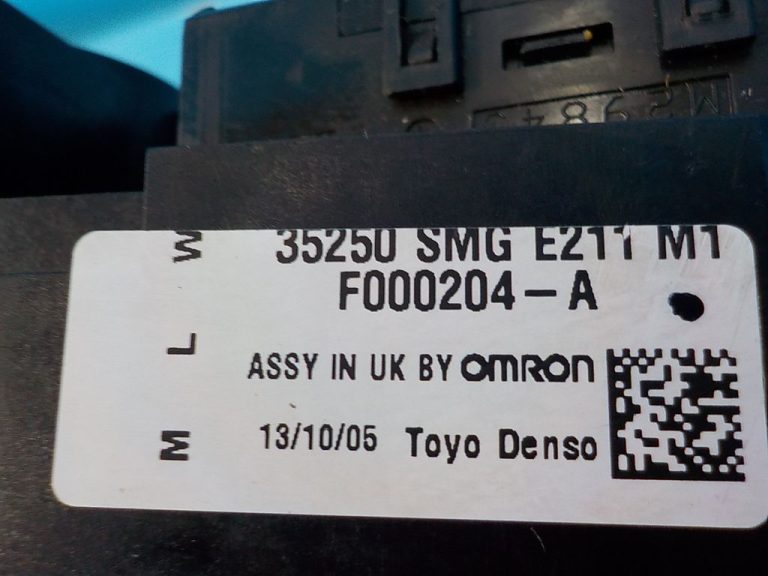 35250 SMG E211 M1
F000204-A
ASSY IN UK BY OMRON
13/10/05 Toyo Denso
W
L
M